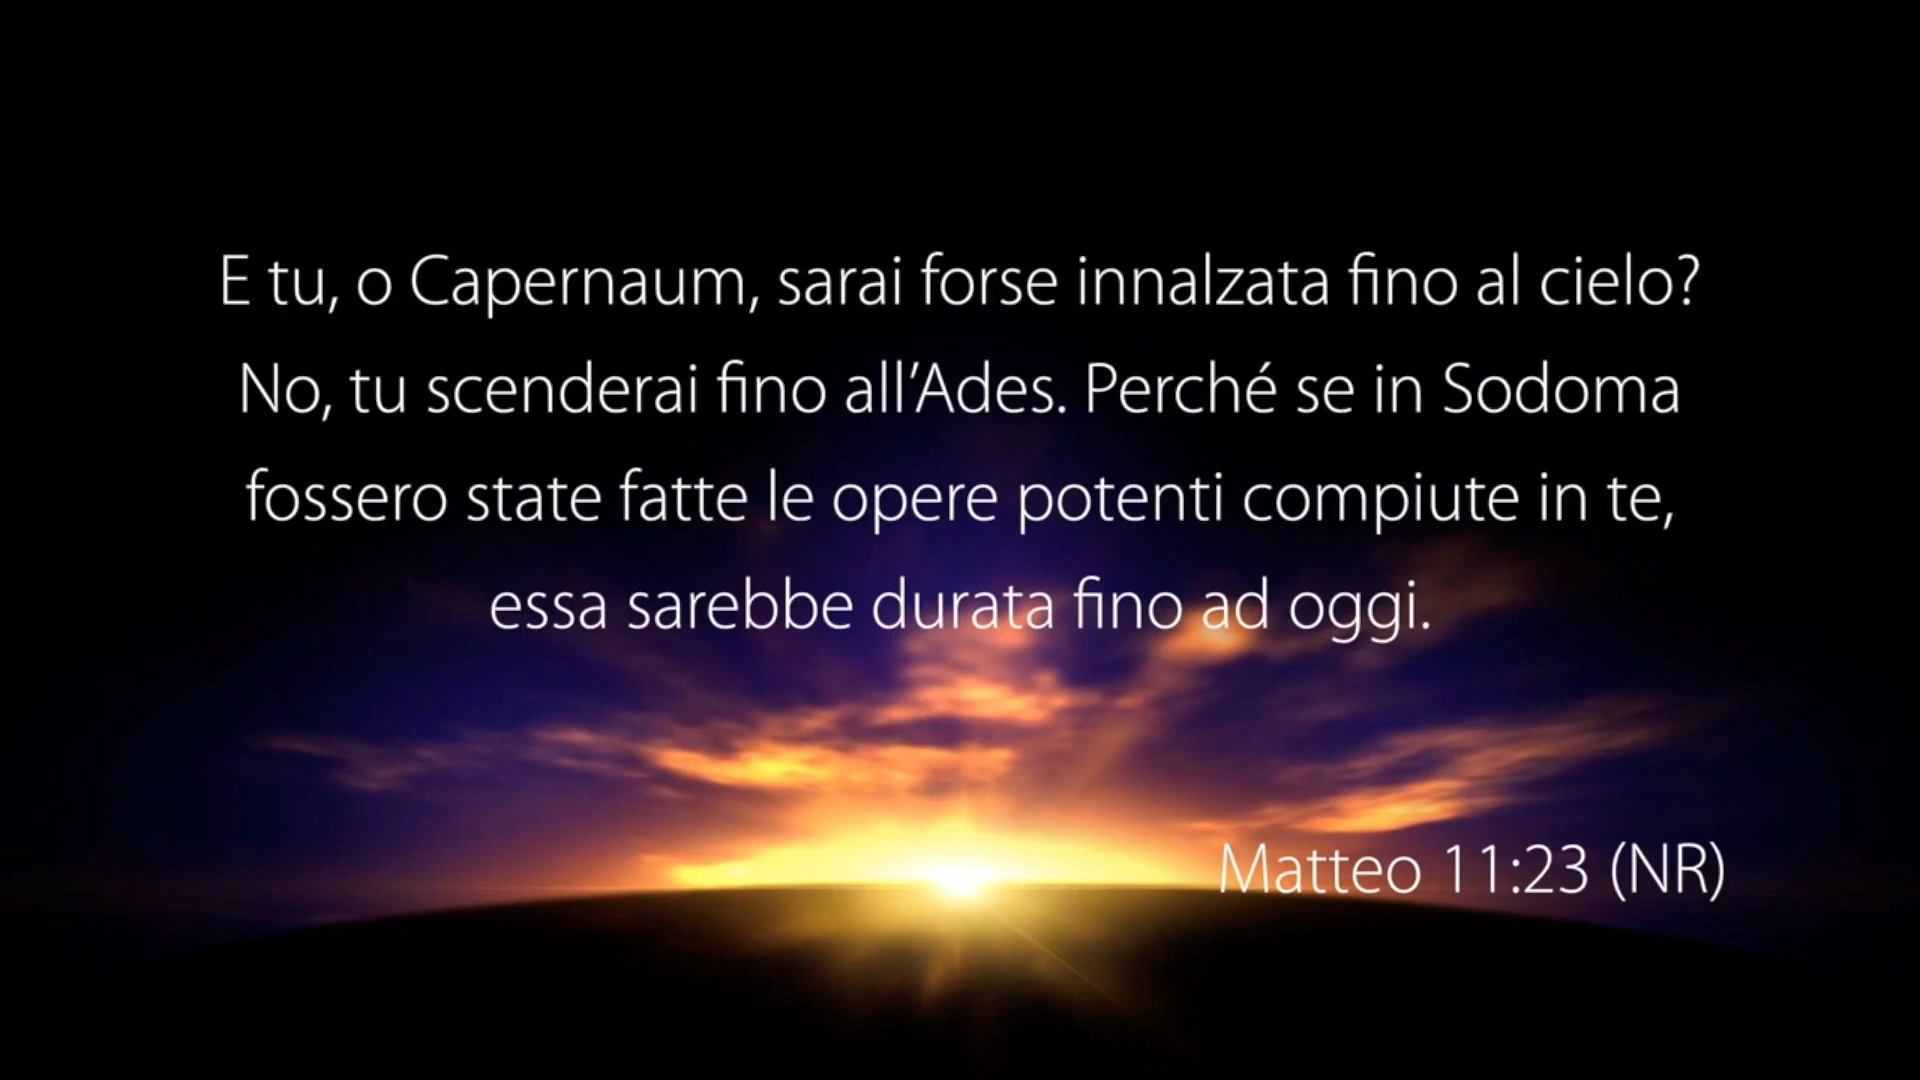 E tu, o Capernaum, sarai forse innalzata fino al cielo?
No, tu scenderai fino all’Ades. Perché se in Sodoma
fossero state fatte le opere potenti compiute in te,
essa sarebbe durata fino ad oggi.
Matteo 11:23 (NR)